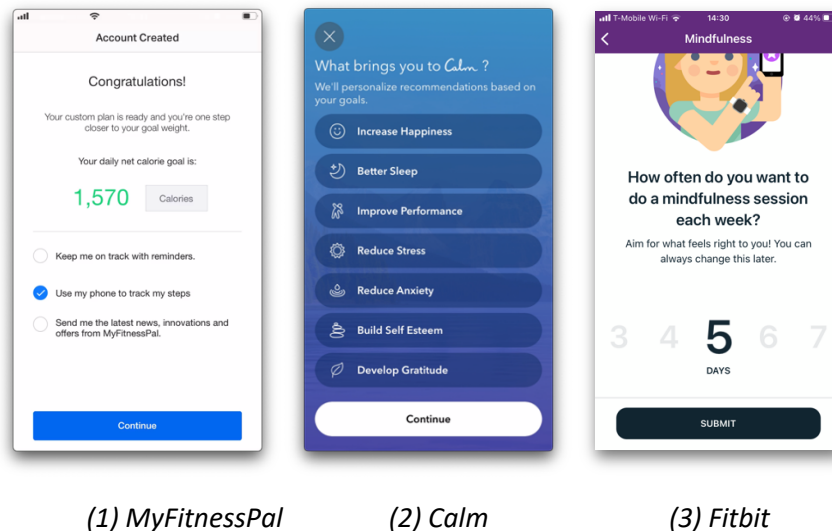 Account Created
Congratulations!
Your custom plan is ready and you're one step
closer to your goal weight.
Your daily net calorie goal is:
1,570 Calories
Keep me on track with reminders.
Use my phone to track my steps
Send me the latest news, innovations and
offers from MyFitnessPal.
Continue
What brings you to Calm ?
We'll personalize recommendations based on
your goals.
Increase Happiness
Better Sleep
Improve Performance
Reduce Stress
Reduce Anxiety
Build Self Esteem
Develop Gratitude
Continue
T-Mobile Wi-Fi 14:30 44%
Mindfulness
How often do you want to
do a mindfulness session
each week?
Aim for what feels right to you! You can
always change this later.
3 4 5 6 7
DAYS
SUBMIT
(1) MyFitnessPal (2) Calm (3) Fitbit